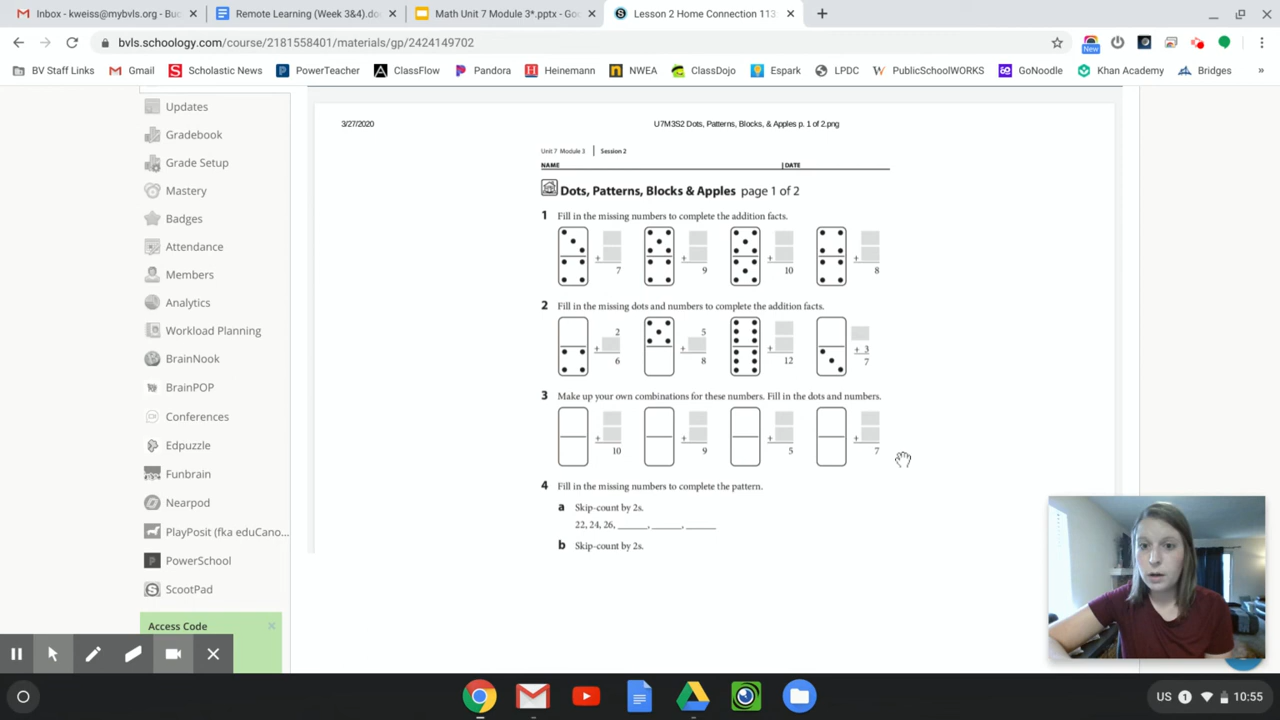 Inbox - kweiss@mybvls.org - Buc
Remote Learning (Week 3&4).doc
Math Unit 7 Module 3*.pptx - Goo
Lesson 2 Home Connection 113
bvls.schoology.com/course/2181558401/materials/gp/2424149702
New
BV Staff Links
Gmail
Scholastic News
PowerTeacher
ClassFlow
Pandora
Heinemann
NWEA
ClassDojo
Espark
LPDC
PublicSchoolWORKS
GoNoodle
Khan Academy
Bridges
»
Updates
Gradebook
Grade Setup
Mastery
Badges
Attendance
Members
Analytics
Workload Planning
BrainNook
BrainPOP
Conferences
Edpuzzle
Funbrain
Nearpod
PlayPosit (fka eduCano...
PowerSchool
ScootPad
Access Code
3/27/2020
U7M3S2 Dots, Patterns, Blocks, & Apples p. 1 of 2.png
Unit 7 Module 3 | Session 2
NAME | DATE
Dots, Patterns, Blocks & Apples page 1 of 2
1 Fill in the missing numbers to complete the addition facts.
+ + + +
7 9 10 8
2 Fill in the missing dots and numbers to complete the addition facts.
2 5
+ + + + 3
6 8 12 7
3 Make up your own combinations for these numbers. Fill in the dots and numbers.
+ + + +
10 9 5 7
4 Fill in the missing numbers to complete the pattern.
a Skip-count by 2s.
22, 24, 26, ______, ______, ______
b Skip-count by 2s.
US 1 10:55